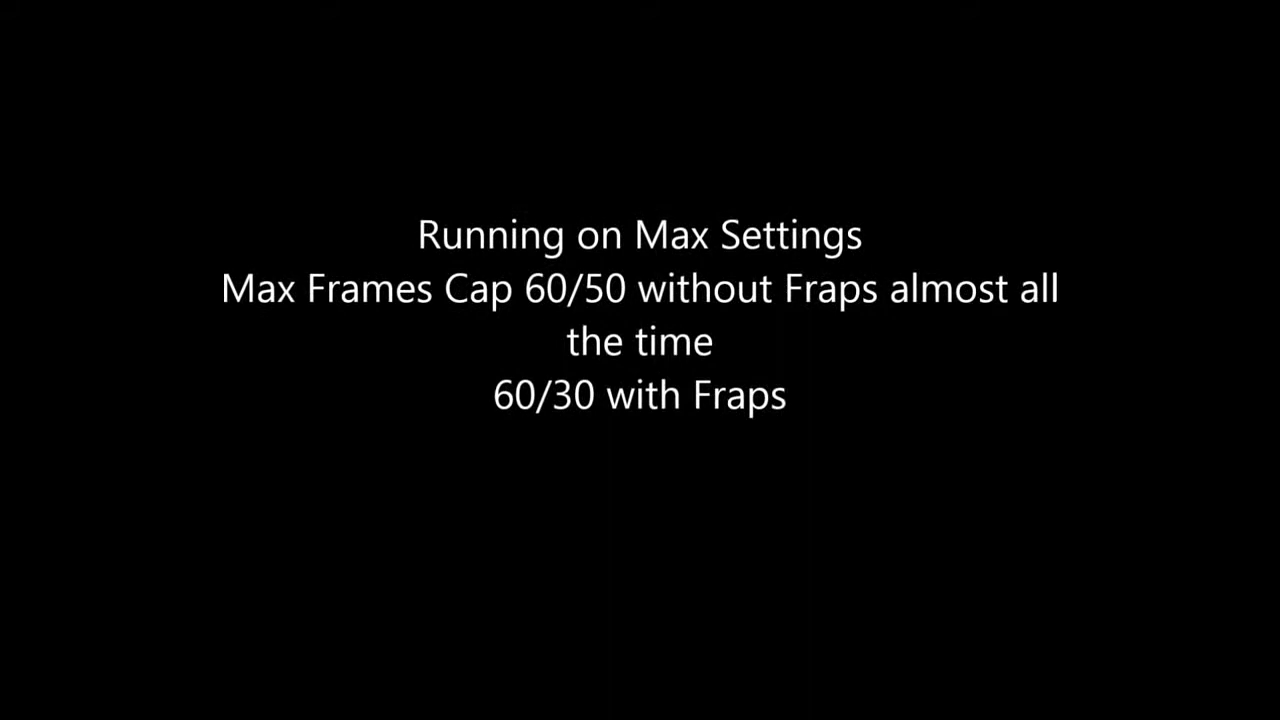 Running on Max Settings
Max Frames Cap 60/50 without Fraps almost all
the time
60/30 with Fraps